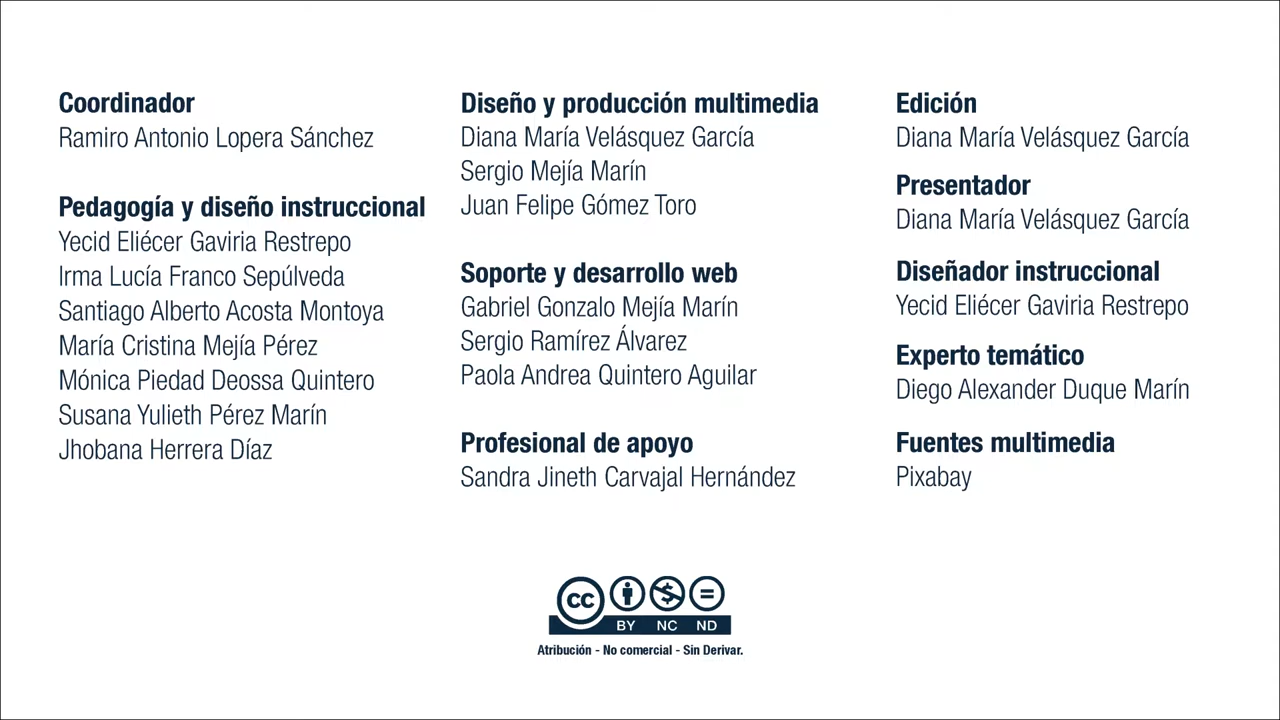 Coordinador
Ramiro Antonio Lopera Sánchez
Pedagogía y diseño instruccional
Yecid Eliécer Gaviria Restrepo
Irma Lucía Franco Sepúlveda
Santiago Alberto Acosta Montoya
María Cristina Mejía Pérez
Mónica Piedad Deossa Quintero
Susana Yulieth Pérez Marín
Jhobana Herrera Díaz
Diseño y producción multimedia
Diana María Velásquez García
Sergio Mejía Marín
Juan Felipe Gómez Toro
Soporte y desarrollo web
Gabriel Gonzalo Mejía Marín
Sergio Ramírez Álvarez
Paola Andrea Quintero Aguilar
Profesional de apoyo
Sandra Jineth Carvajal Hernández
Edición
Diana María Velásquez García
Presentador
Diana María Velásquez García
Diseñador instruccional
Yecid Eliécer Gaviria Restrepo
Experto temático
Diego Alexander Duque Marín
Fuentes multimedia
Pixabay
cc
BY NC ND
Atribución - No comercial - Sin Derivar.